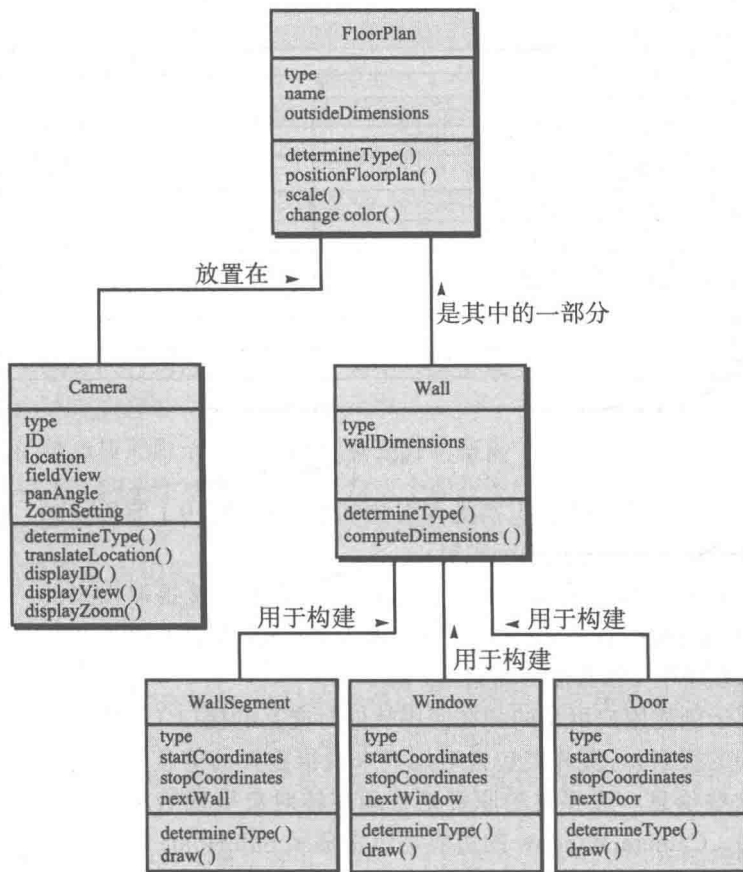 FloorPlan
type
name
outsideDimensions
determineType( )
positionFloorplan( )
scale( )
change color( )
放置在
是其中的一部分
Camera
type
ID
location
fieldView
panAngle
ZoomSetting
determineType( )
translateLocation( )
displayID( )
displayView( )
displayZoom( )
Wall
type
wallDimensions
determineType( )
computeDimensions ( )
用于构建
用于构建
用于构建
WallSegment
type
startCoordinates
stopCoordinates
nextWall
determineType( )
draw( )
Window
type
startCoordinates
stopCoordinates
nextWindow
determineType( )
draw( )
Door
type
startCoordinates
stopCoordinates
nextDoor
determineType( )
draw( )